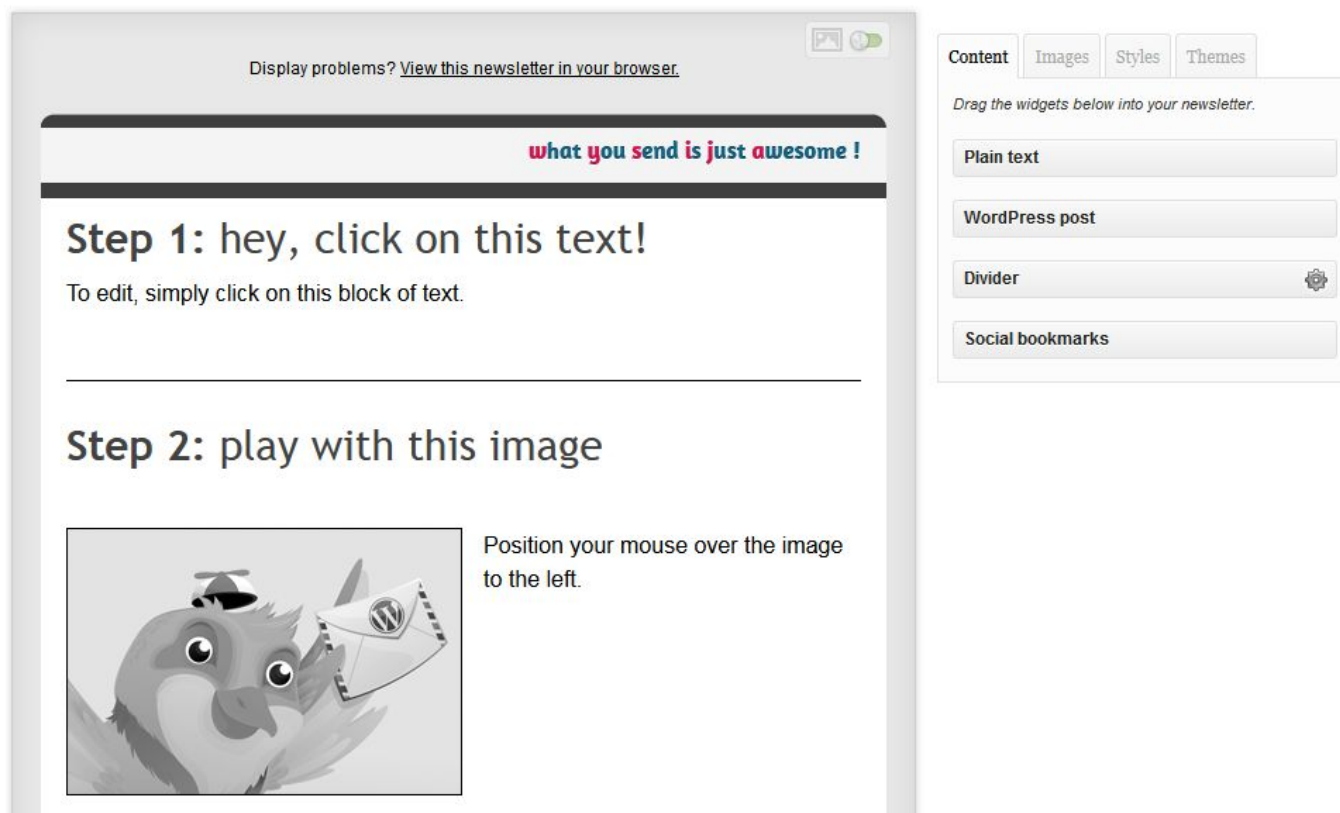 Display problems? View this newsletter in your browser.
what you send is just awesome !
Step 1: hey, click on this text!
To edit, simply click on this block of text.
Step 2: play with this image
Position your mouse over the image
to the left.
Content Images Styles Themes
Drag the widgets below into your newsletter.
Plain text
WordPress post
Divider
Social bookmarks